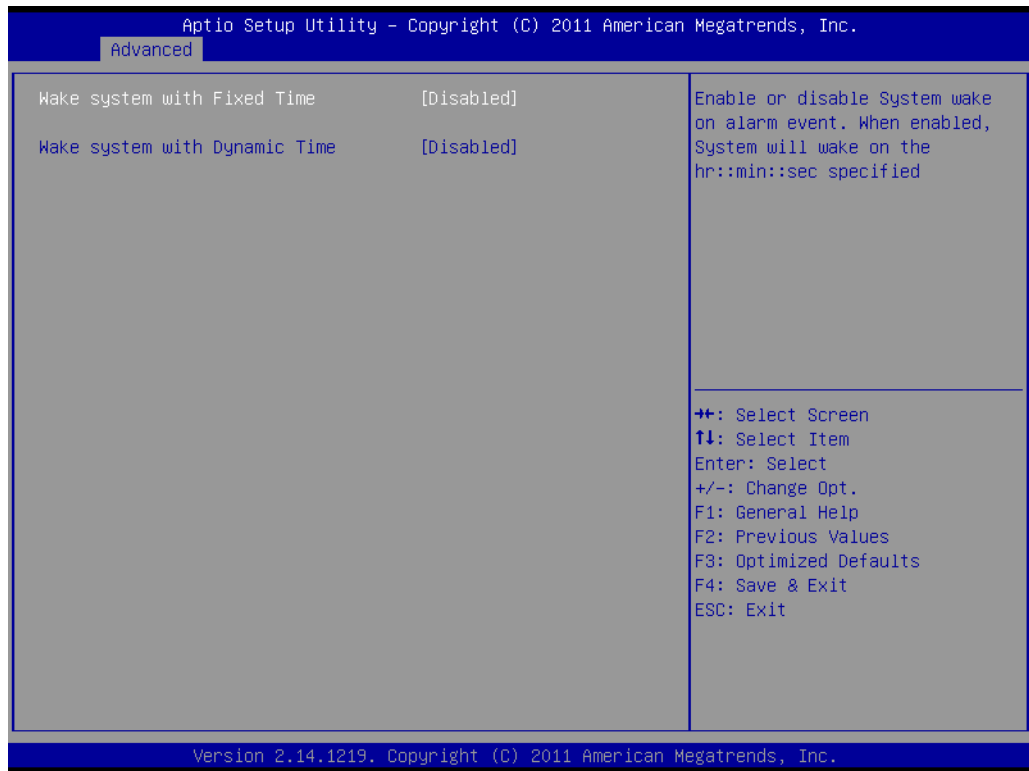 Aptio Setup Utility – Copyright (C) 2011 American Megatrends, Inc.
Advanced
Wake system with Fixed Time [Disabled]
Wake system with Dynamic Time [Disabled]
Enable or disable System wake
on alarm event. When enabled,
System will wake on the
hr::min::sec specified
→←: Select Screen
↑↓: Select Item
Enter: Select
+/-: Change Opt.
F1: General Help
F2: Previous Values
F3: Optimized Defaults
F4: Save & Exit
ESC: Exit
Version 2.14.1219. Copyright (C) 2011 American Megatrends, Inc.